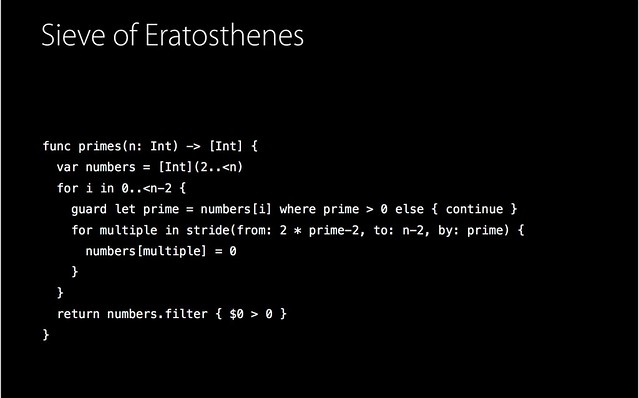 Sieve of Eratosthenes
func primes(n: Int) -> [Int] {
  var numbers = [Int](2..<n)
  for i in 0..<n-2 {
    guard let prime = numbers[i] where prime > 0 else { continue }
    for multiple in stride(from: 2 * prime-2, to: n-2, by: prime) {
      numbers[multiple] = 0
    }
  }
  return numbers.filter { $0 > 0 }
}